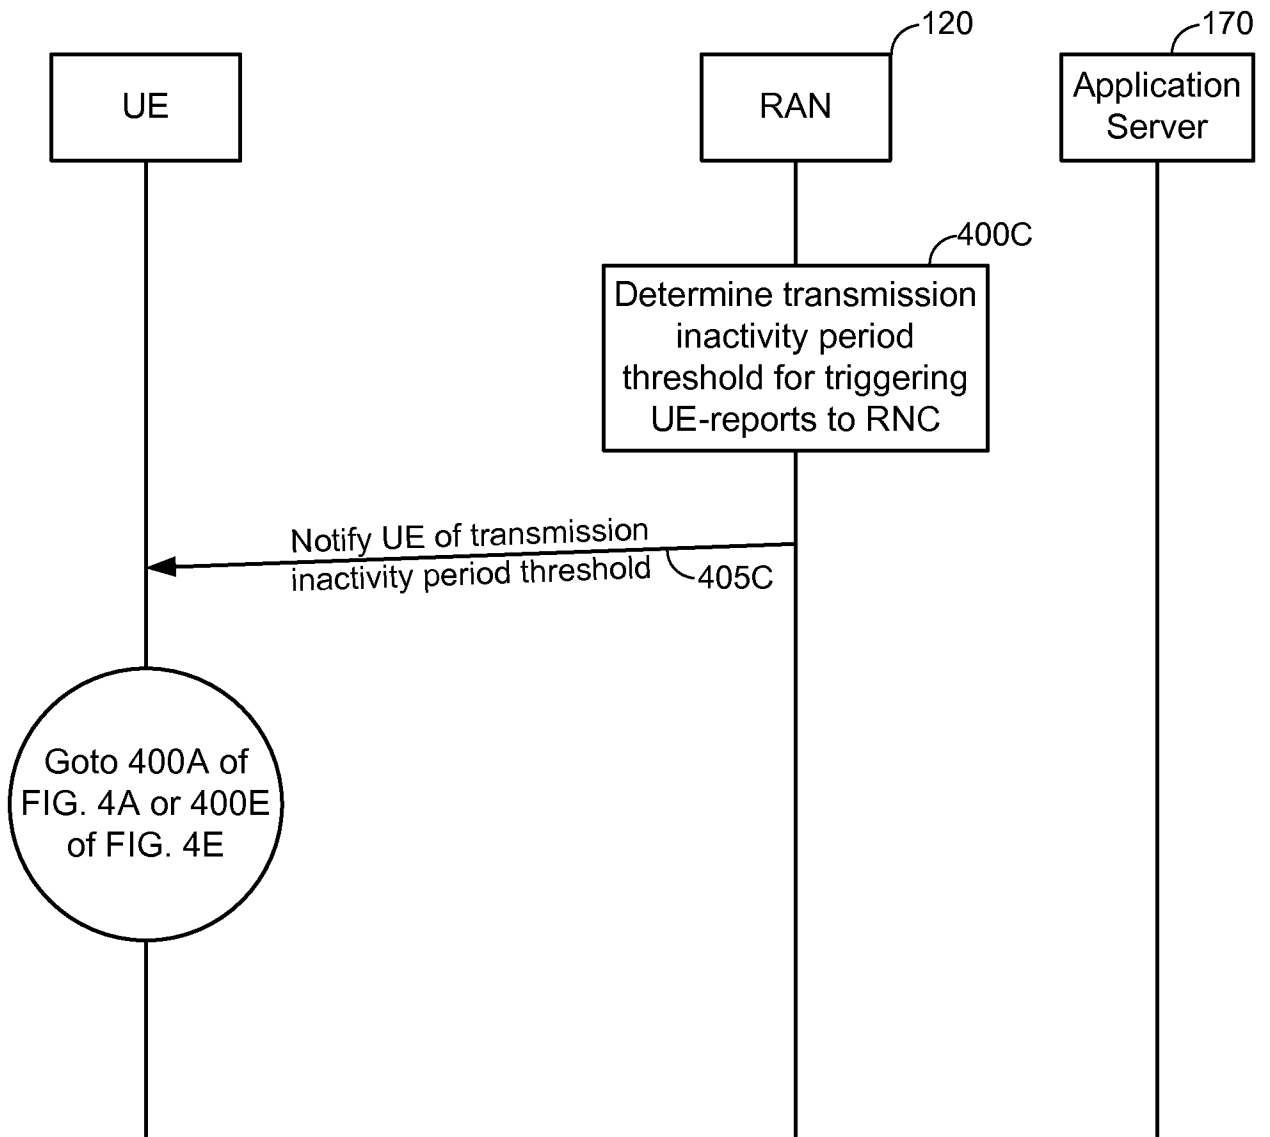 120
170
UE
RAN
Application
Server
400C
Determine transmission
inactivity period
threshold for triggering
UE-reports to RNC
Notify UE of transmission
inactivity period threshold
405C
Goto 400A of
FIG. 4A or 400E
of FIG. 4E